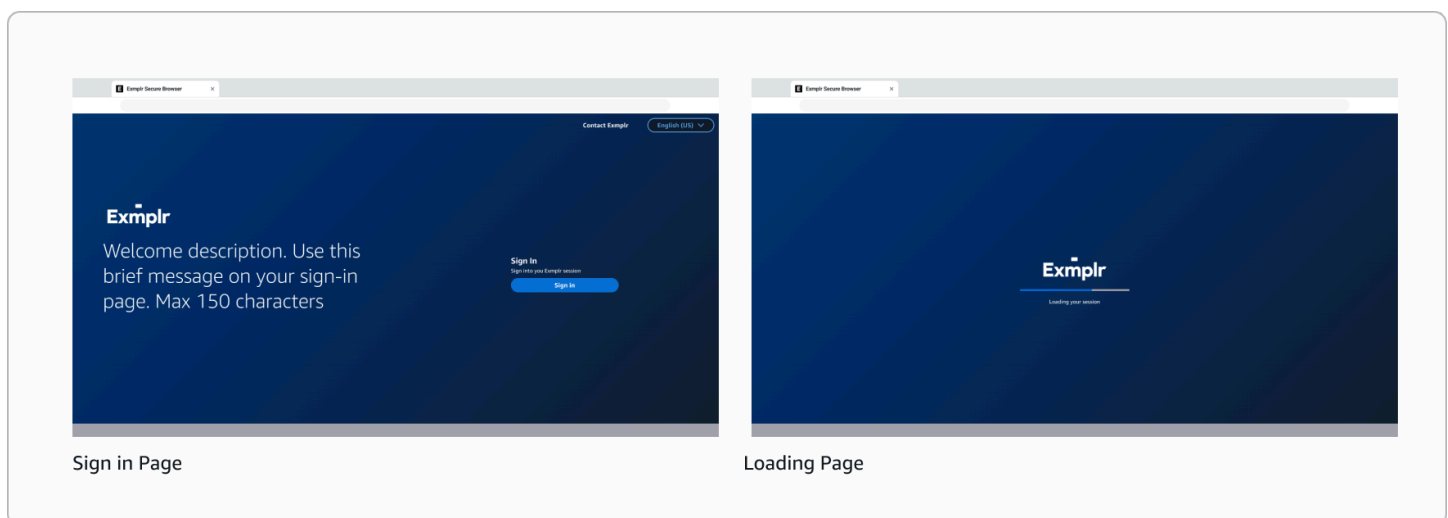 E Exmplr Secure Browser ×
Contact Exmplr English (US)
Exmplr
Welcome description. Use this
brief message on your sign-in
page. Max 150 characters
Sign In
Sign into you Exmplr session
Sign in
Sign in Page
E Exmplr Secure Browser ×
Exmplr
Loading your session
Loading Page